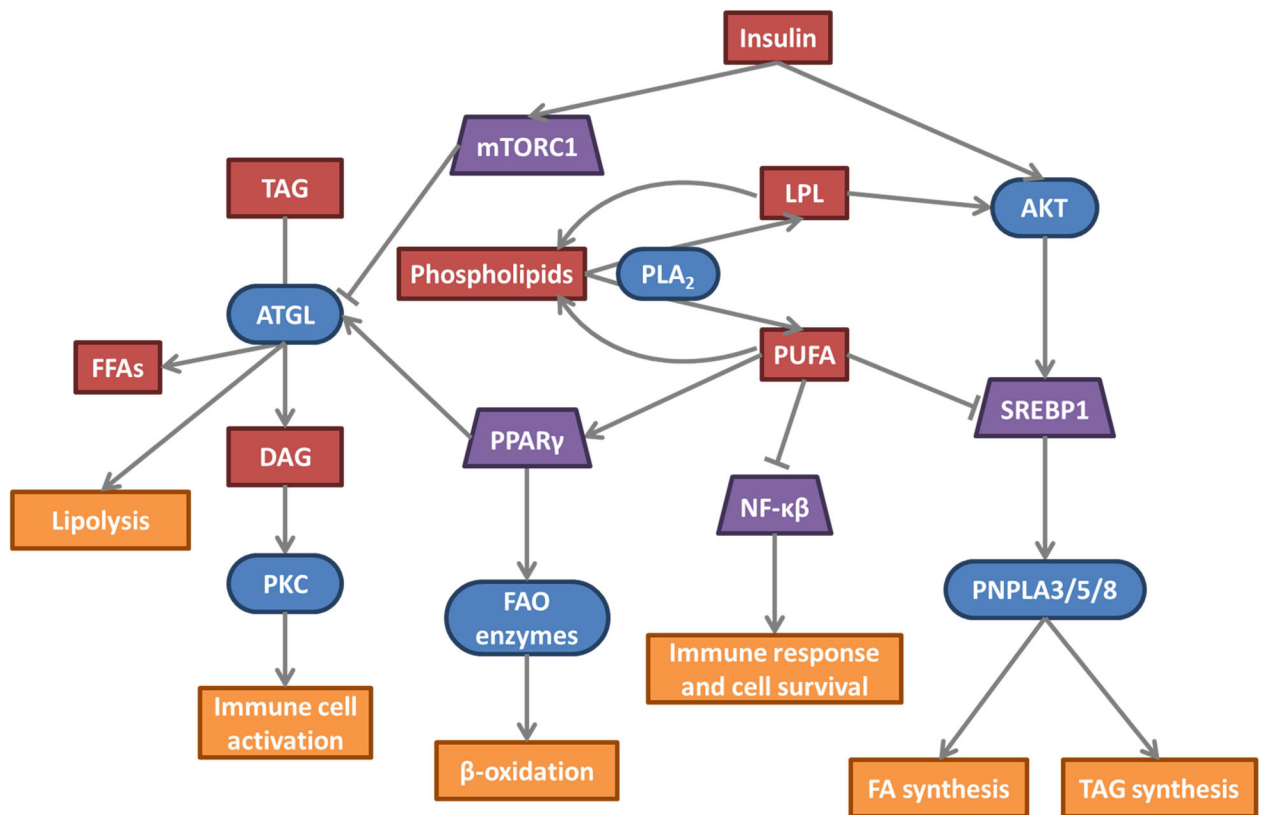 Insulin
mTORC1
TAG
LPL
AKT
Phospholipids
PLA₂
ATGL
FFAs
PUFA
SREBP1
DAG
PPARγ
Lipolysis
NF-κβ
PKC
FAO
enzymes
PNPLA3/5/8
Immune response
and cell survival
Immune cell
activation
β-oxidation
FA synthesis
TAG synthesis